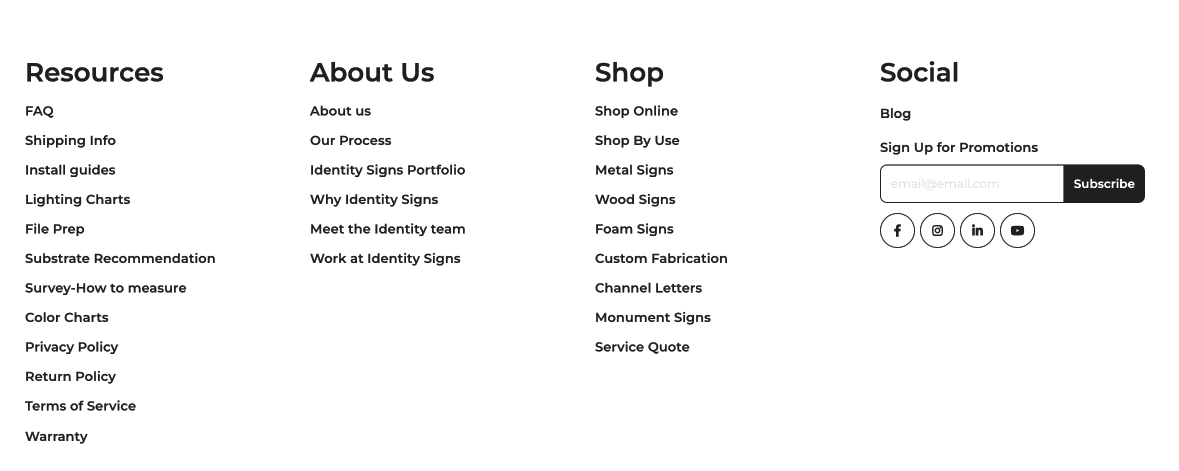 Resources
FAQ
Shipping Info
Install guides
Lighting Charts
File Prep
Substrate Recommendation
Survey-How to measure
Color Charts
Privacy Policy
Return Policy
Terms of Service
Warranty
About Us
About us
Our Process
Identity Signs Portfolio
Why Identity Signs
Meet the Identity team
Work at Identity Signs
Shop
Shop Online
Shop By Use
Metal Signs
Wood Signs
Foam Signs
Custom Fabrication
Channel Letters
Monument Signs
Service Quote
Social
Blog
Sign Up for Promotions
email@email.com Subscribe